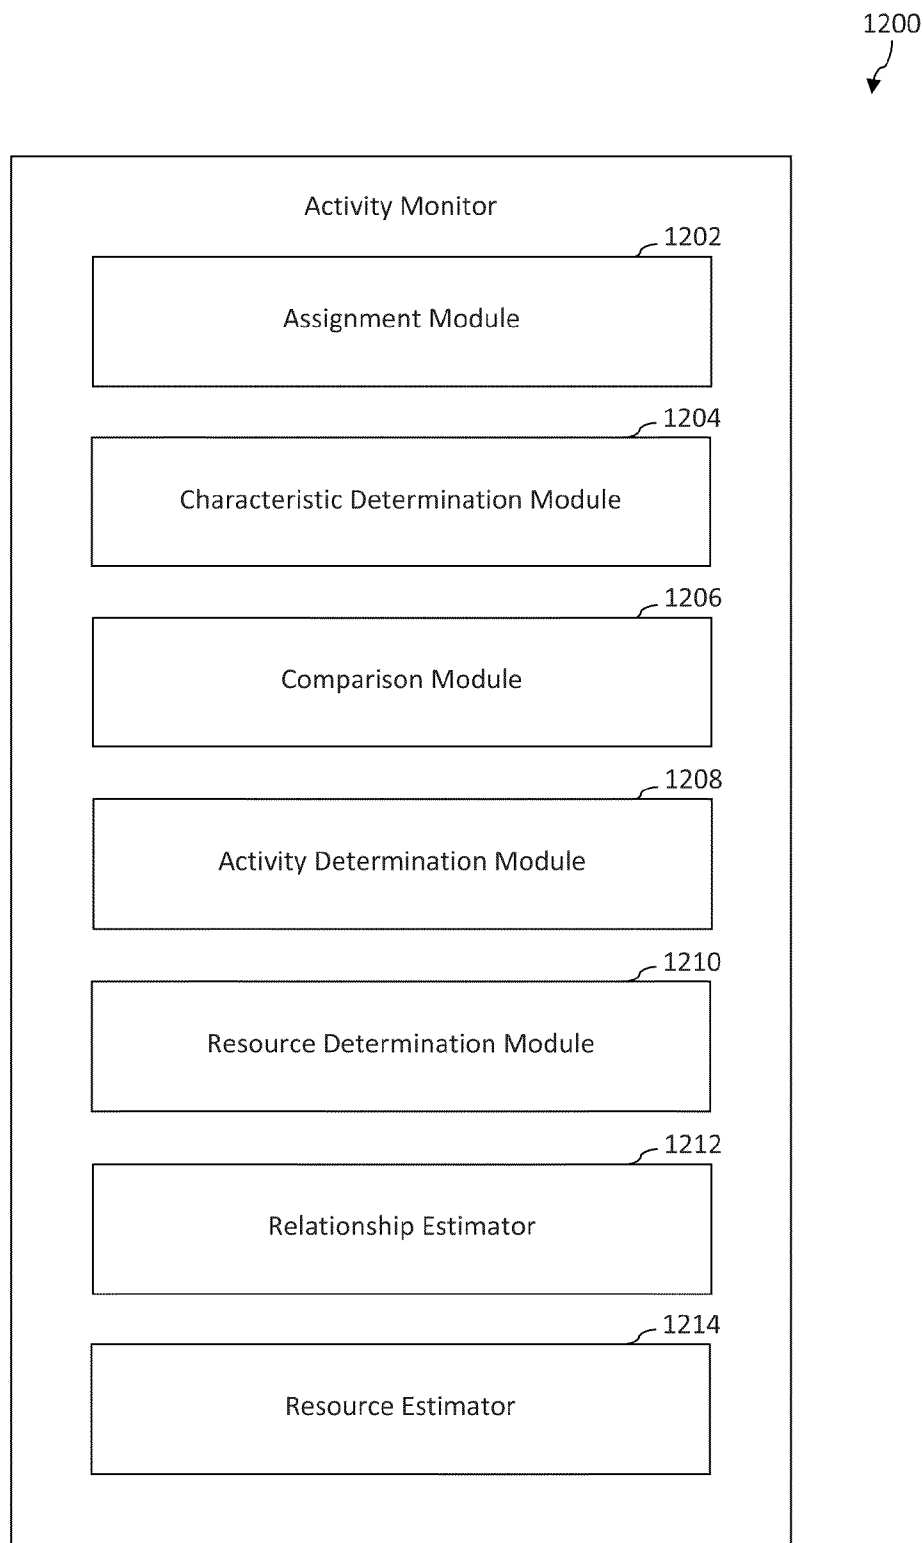 1200
Activity Monitor
1202
Assignment Module
1204
Characteristic Determination Module
1206
Comparison Module
1208
Activity Determination Module
1210
Resource Determination Module
1212
Relationship Estimator
1214
Resource Estimator